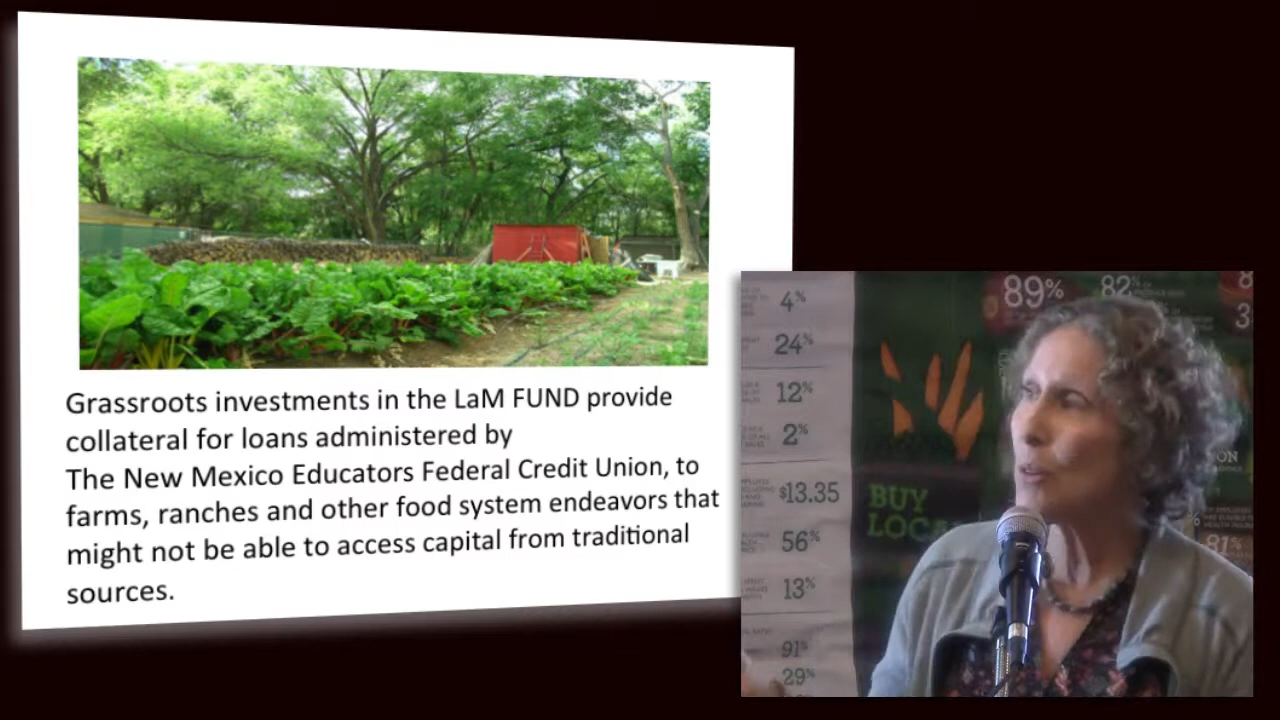 Grassroots investments in the LaM FUND provide
collateral for loans administered by
The New Mexico Educators Federal Credit Union, to
farms, ranches and other food system endeavors that
might not be able to access capital from traditional
sources.
89%
82%
4%
24%
12%
2%
$13.35
BUY
LOCA
56%
81%
13%
91%
29%